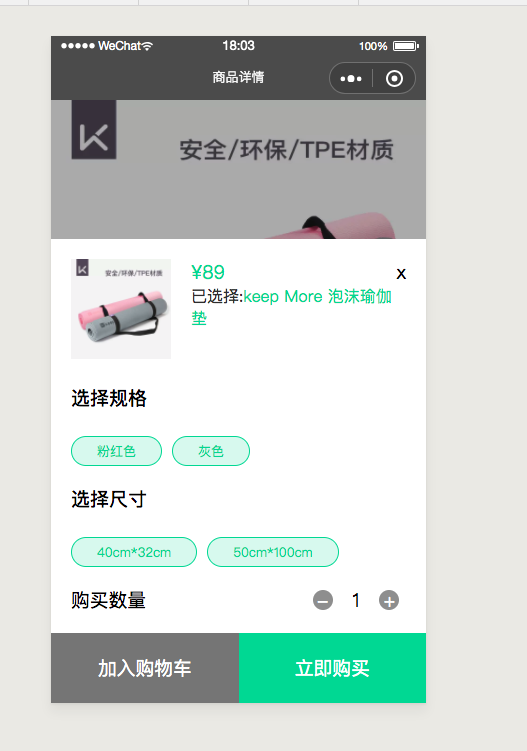 WeChat 18:03 100%
商品详情
K
安全/环保/TPE材质
安全/环保/TPE材质
¥89 x
已选择:keep More 泡沫瑜伽
垫
选择规格
粉红色 灰色
选择尺寸
40cm*32cm 50cm*100cm
购买数量 − 1 +
加入购物车 立即购买